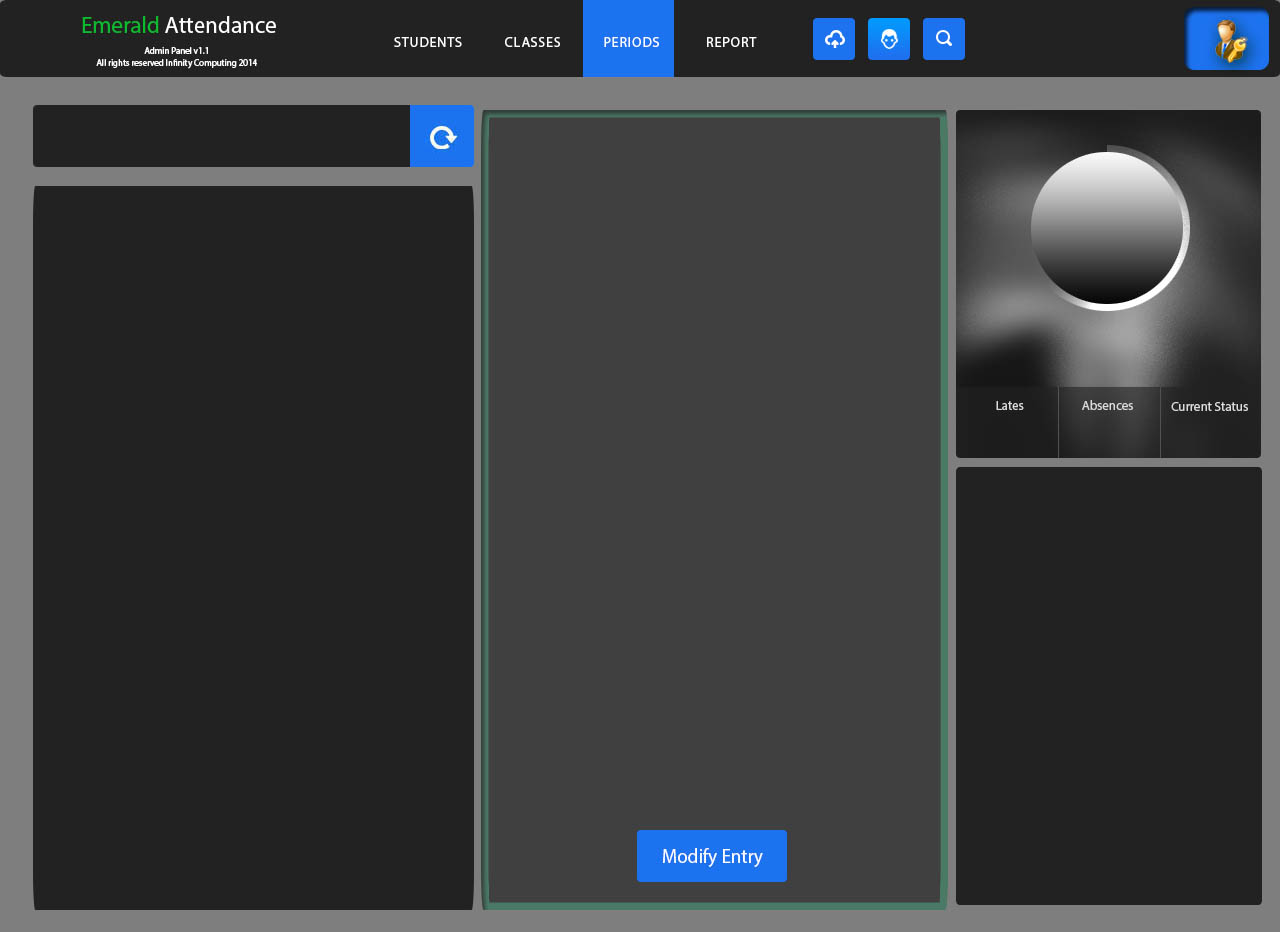 Emerald Attendance
Admin Panel v1.1
All rights reserved Infinity Computing 2014
STUDENTS
CLASSES
PERIODS
REPORT
Lates
Absences
Current Status
Modify Entry